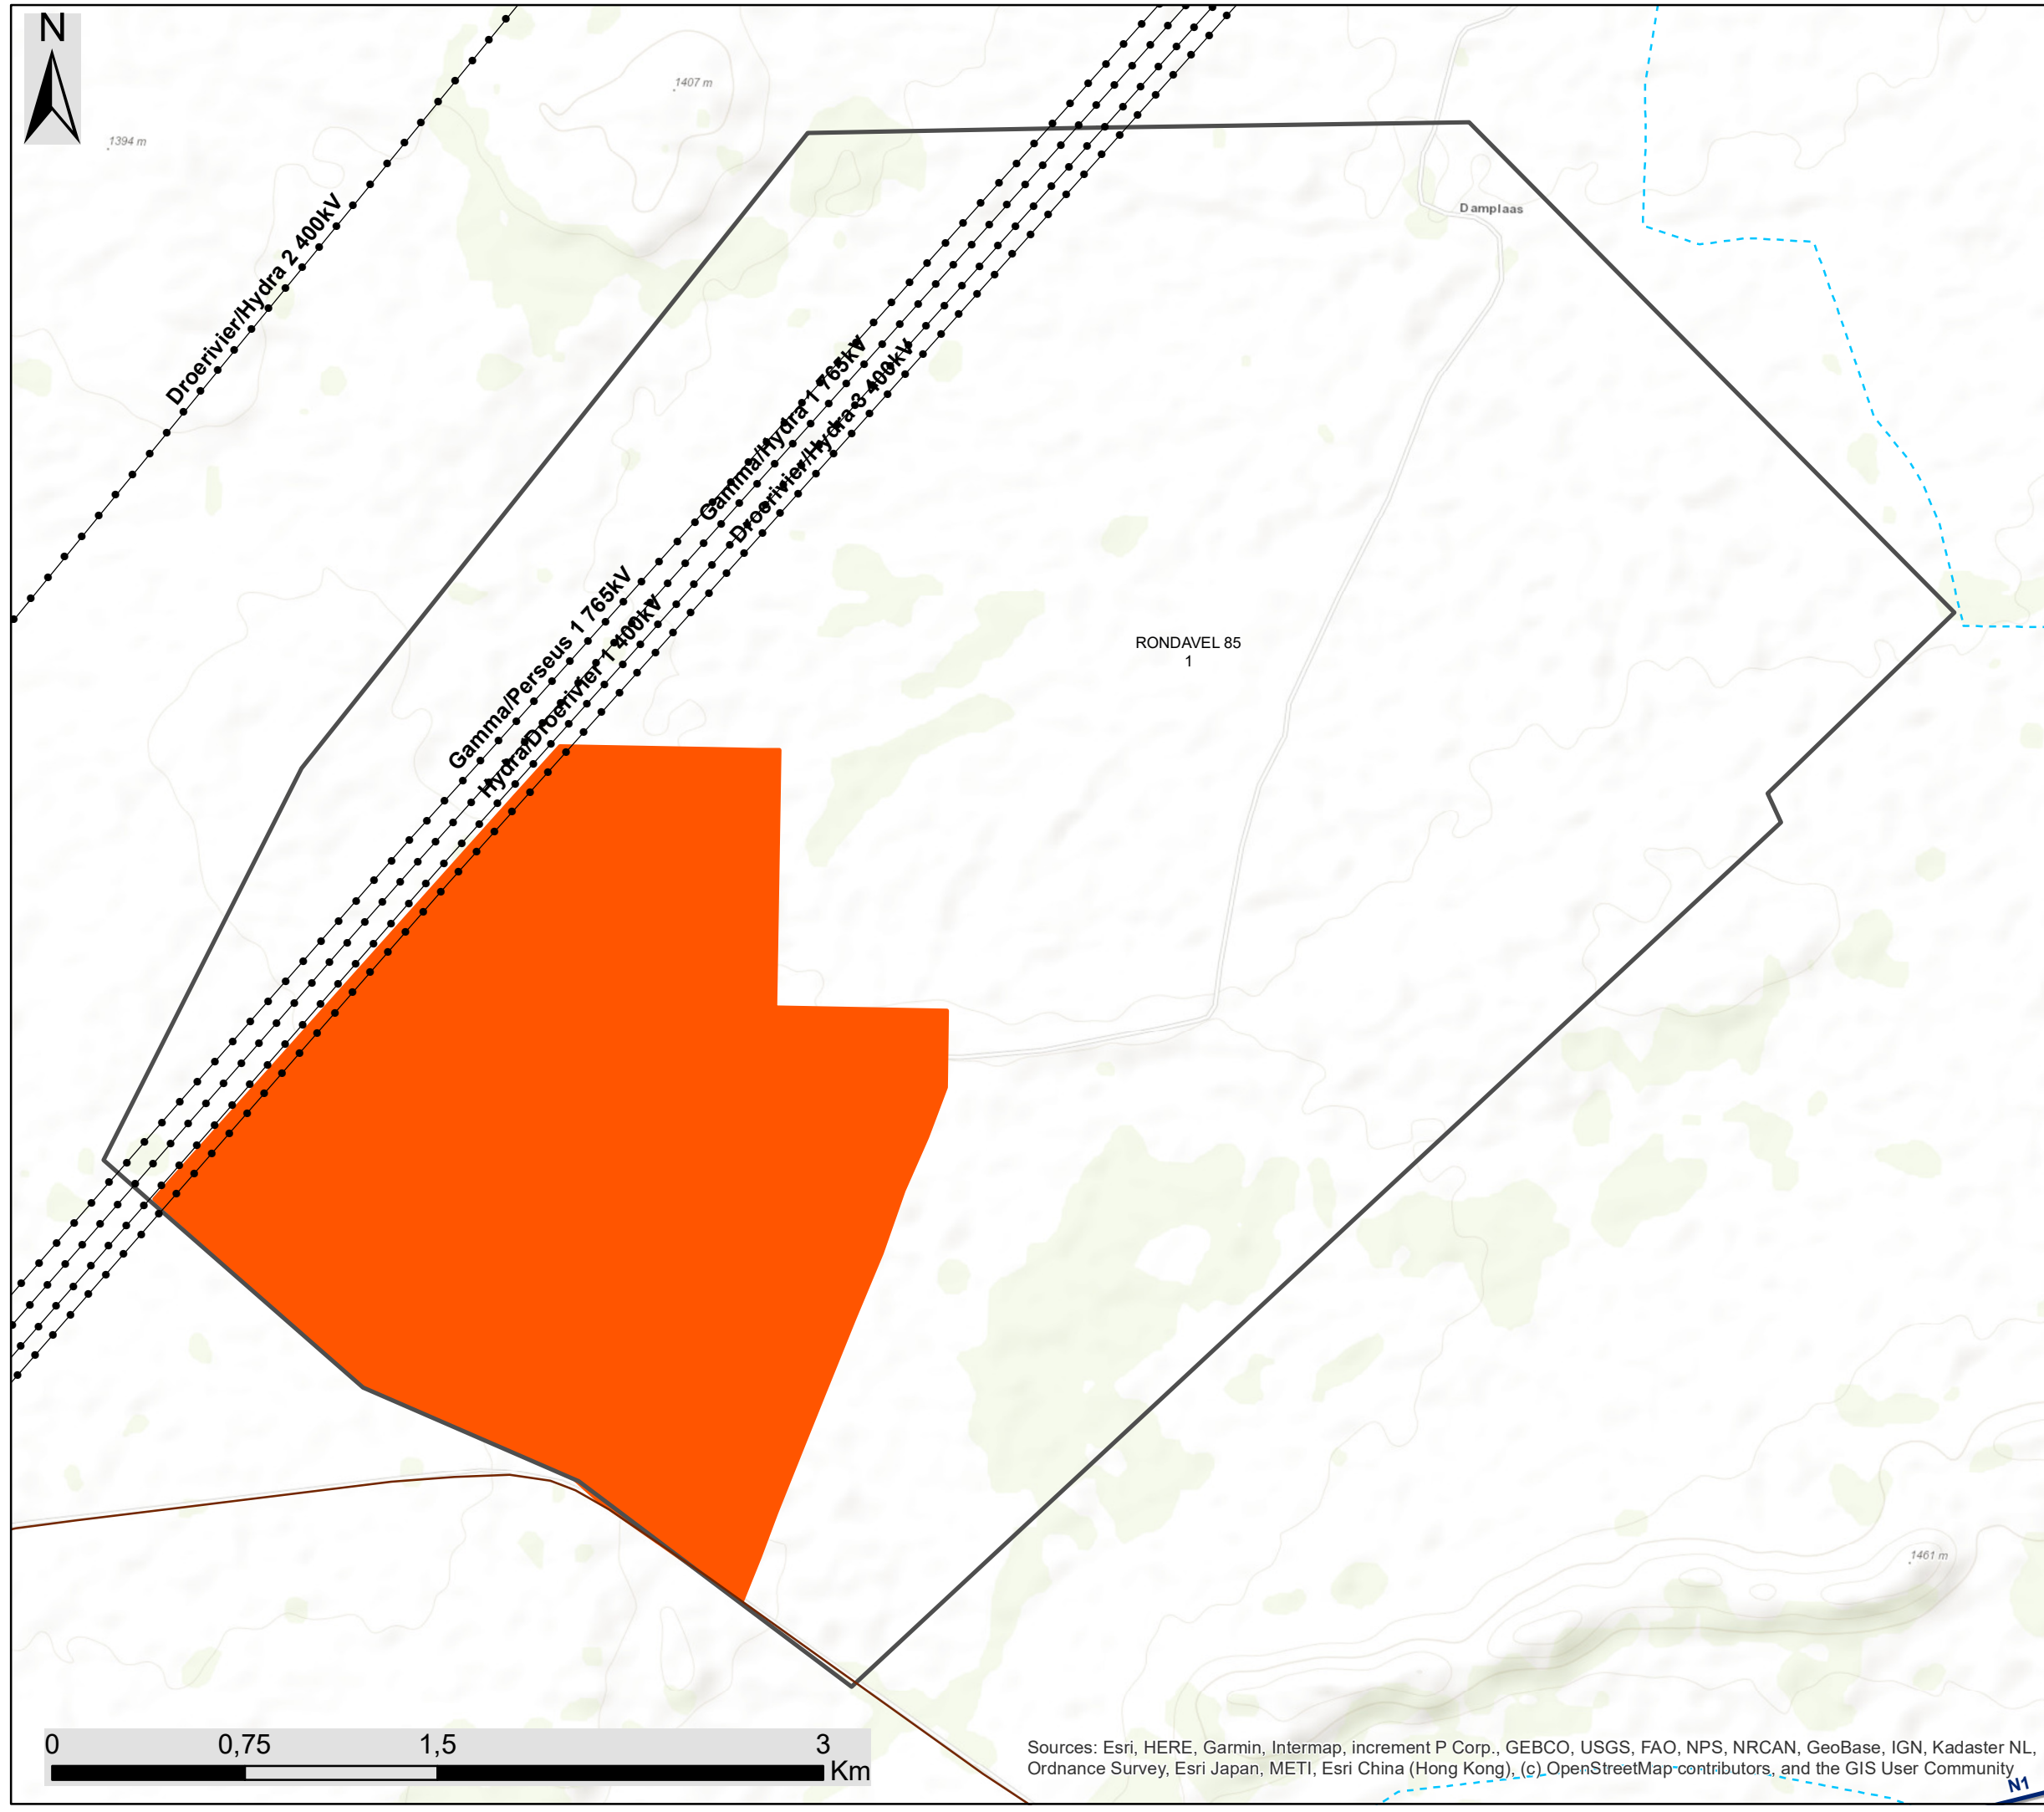 N
1407 m
1394 m
Damplaas
Droerivier/Hydra 2 400kV
Gamma/Hydra 1 765kV
Droerivier/Hydra 3 400kV
Gamma/Perseus 1 765kV
Hydra/Droerivier 1 400kV
RONDAVEL 85
1
1461 m
0 0,75 1,5 3
Km
Sources: Esri, HERE, Garmin, Intermap, increment P Corp., GEBCO, USGS, FAO, NPS, NRCAN, GeoBase, IGN, Kadaster NL,
Ordnance Survey, Esri Japan, METI, Esri China (Hong Kong), (c) OpenStreetMap contributors, and the GIS User Community
N1